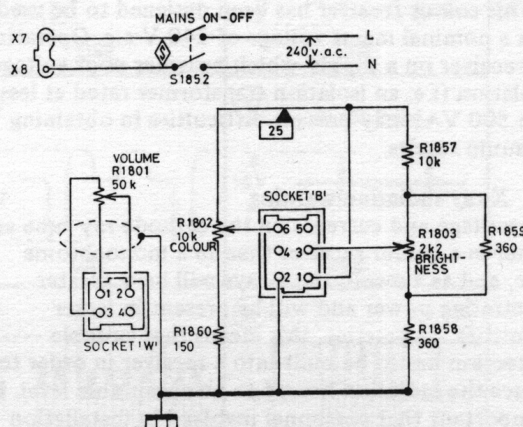 MAINS ON-OFF
X7
X8
S1852
L
240 v.a.c.
N
25
VOLUME
R1801
50 k
1 2
3 4
SOCKET 'W'
R1802
10k
COLOUR
R1860
150
SOCKET 'B'
6 5
4 3
2 1
R1857
10k
R1803
2k2
BRIGHT-
NESS
R1859
360
R1858
360